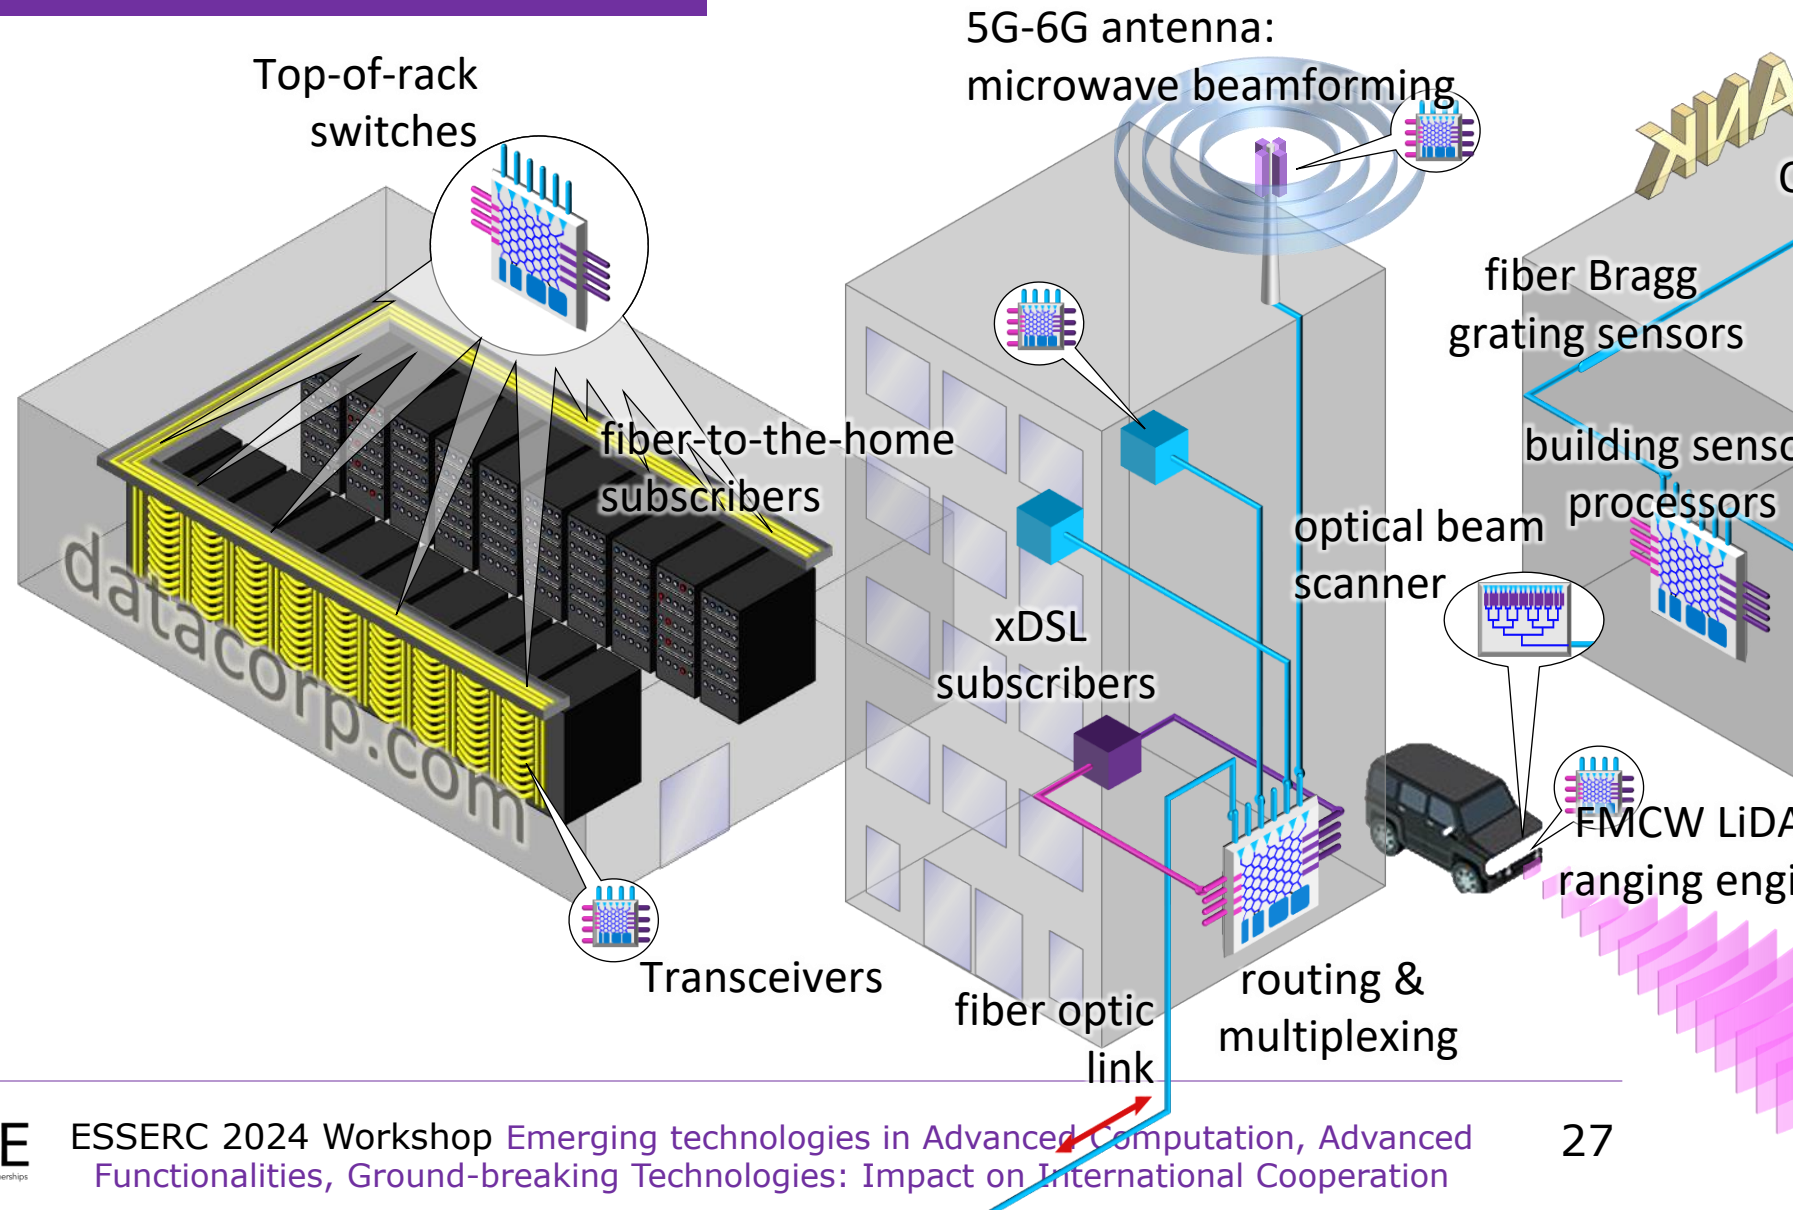 5G-6G antenna:
microwave beamforming
Top-of-rack
switches
ANK
fiber Bragg
grating sensors
fiber-to-the-home
subscribers
building senso
processors
optical beam
scanner
xDSL
subscribers
datacorp.com
FMCW LiDA
ranging engi
Transceivers
fiber optic
link
routing &
multiplexing
E
erships
ESSERC 2024 Workshop Emerging technologies in Advanced Computation, Advanced
Functionalities, Ground-breaking Technologies: Impact on International Cooperation
27